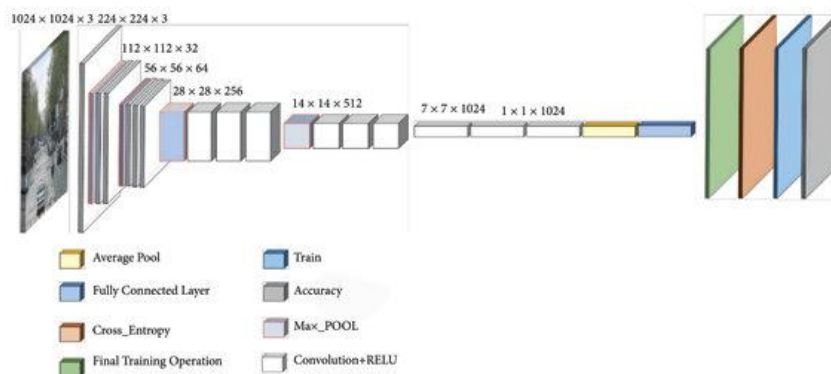 1024 × 1024 × 3 224 × 224 × 3
112 × 112 × 32
56 × 56 × 64
28 × 28 × 256
14 × 14 × 512
7 × 7 × 1024 1 × 1 × 1024
Average Pool
Train
Fully Connected Layer
Accuracy
Cross_Entropy
Max_POOL
Final Training Operation
Convolution+RELU